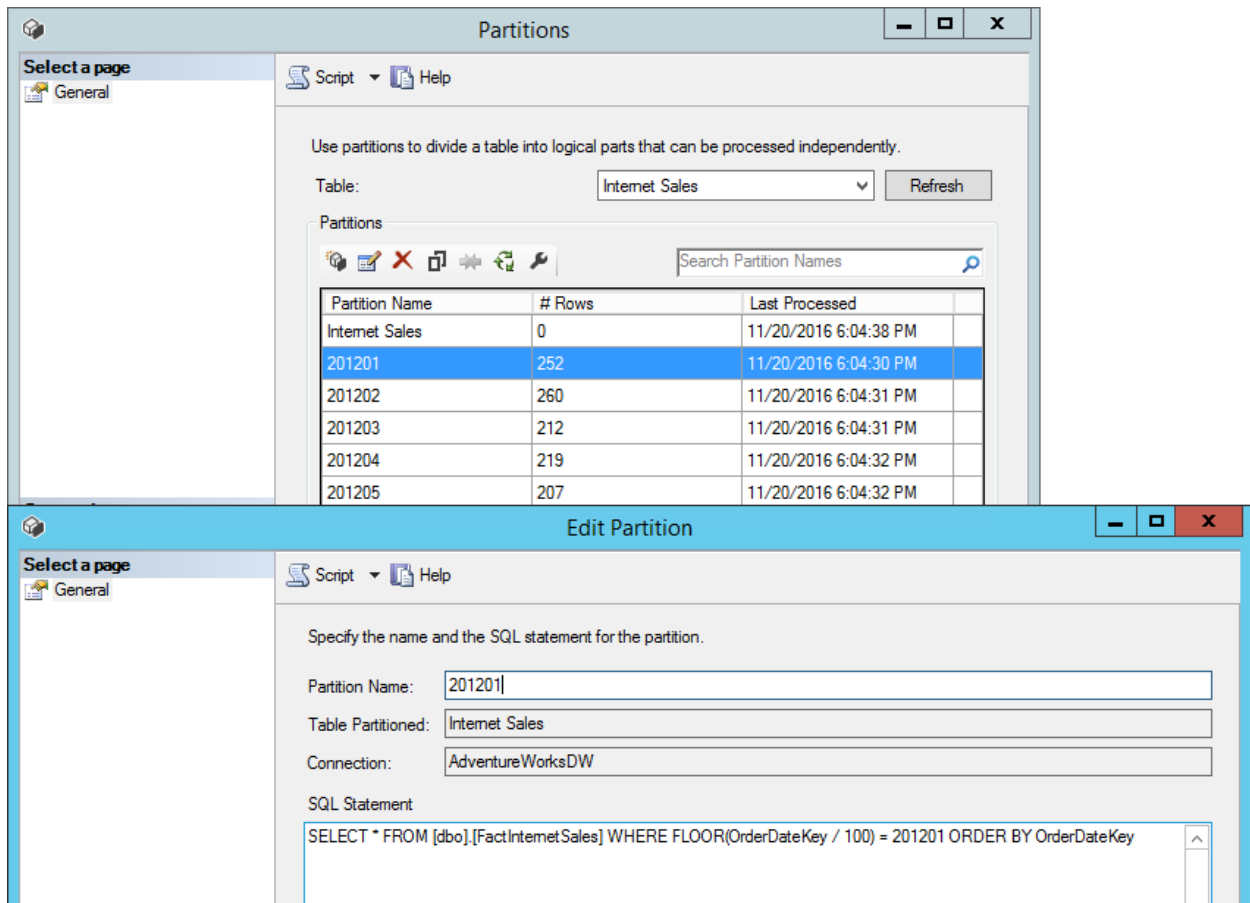 Partitions
Select a page
General
Script Help
Use partitions to divide a table into logical parts that can be processed independently.
Table: Internet Sales Refresh
Partitions
Search Partition Names
Partition Name # Rows Last Processed
Internet Sales 0 11/20/2016 6:04:38 PM
201201 252 11/20/2016 6:04:30 PM
201202 260 11/20/2016 6:04:31 PM
201203 212 11/20/2016 6:04:31 PM
201204 219 11/20/2016 6:04:32 PM
201205 207 11/20/2016 6:04:32 PM
Edit Partition
Select a page
General
Script Help
Specify the name and the SQL statement for the partition.
Partition Name: 201201
Table Partitioned: Internet Sales
Connection: AdventureWorksDW
SQL Statement
SELECT * FROM [dbo].[FactInternetSales] WHERE FLOOR(OrderDateKey / 100) = 201201 ORDER BY OrderDateKey